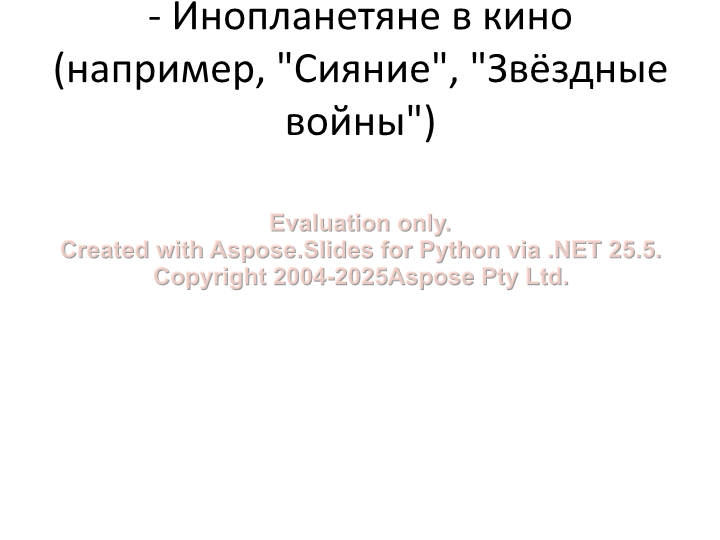 - Инопланетяне в кино
(например, "Сияние", "Звёздные
войны")
Evaluation only.
Created with Aspose.Slides for Python via .NET 25.5.
Copyright 2004-2025Aspose Pty Ltd.